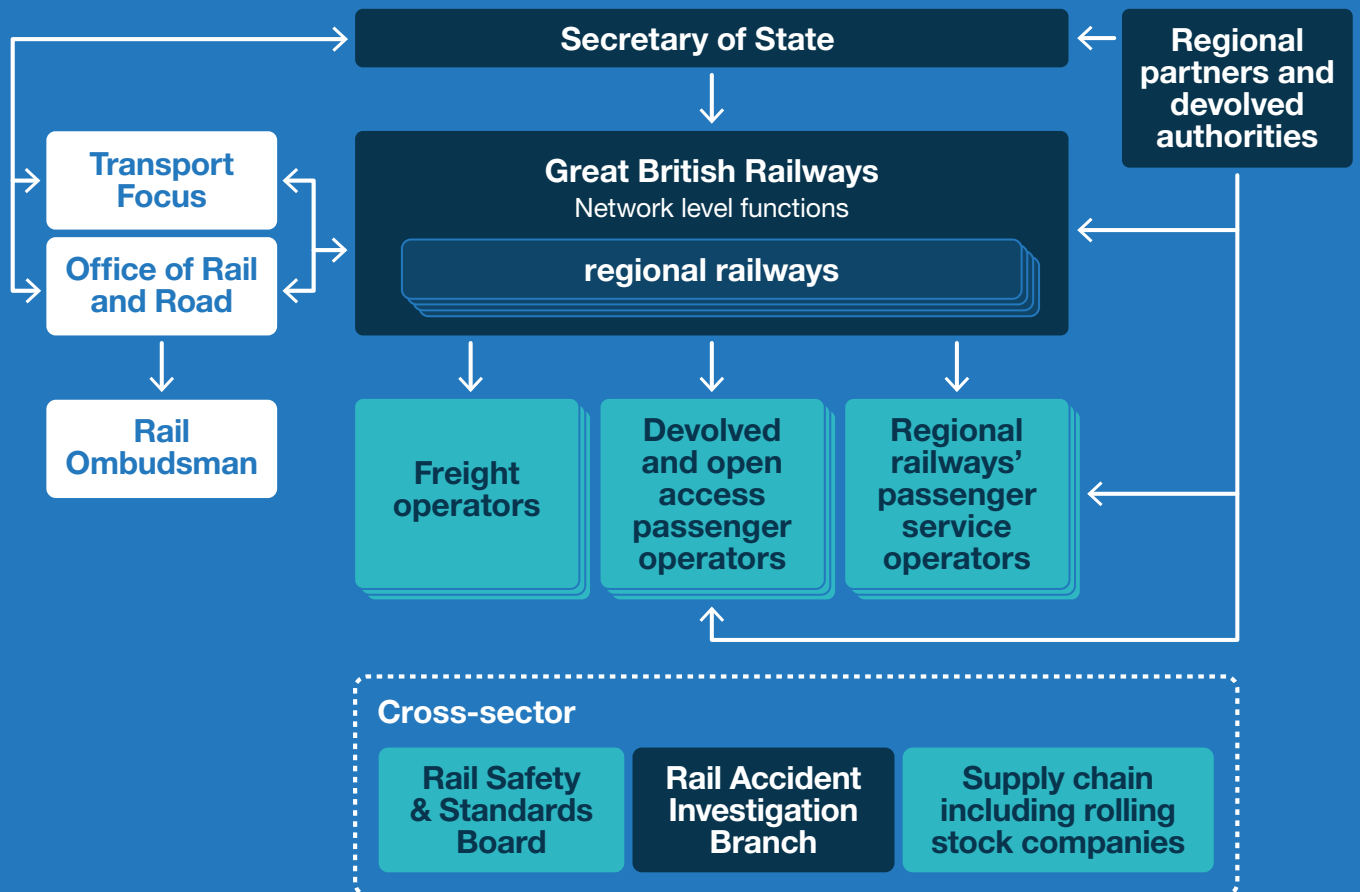 Secretary of State
Regional
partners and
devolved
authorities
Transport
Focus
Great British Railways
Network level functions
regional railways
Office of Rail
and Road
Rail
Ombudsman
Freight
operators
Devolved
and open
access
passenger
operators
Regional
railways’
passenger
service
operators
Cross-sector
Rail Safety
& Standards
Board
Rail Accident
Investigation
Branch
Supply chain
including rolling
stock companies